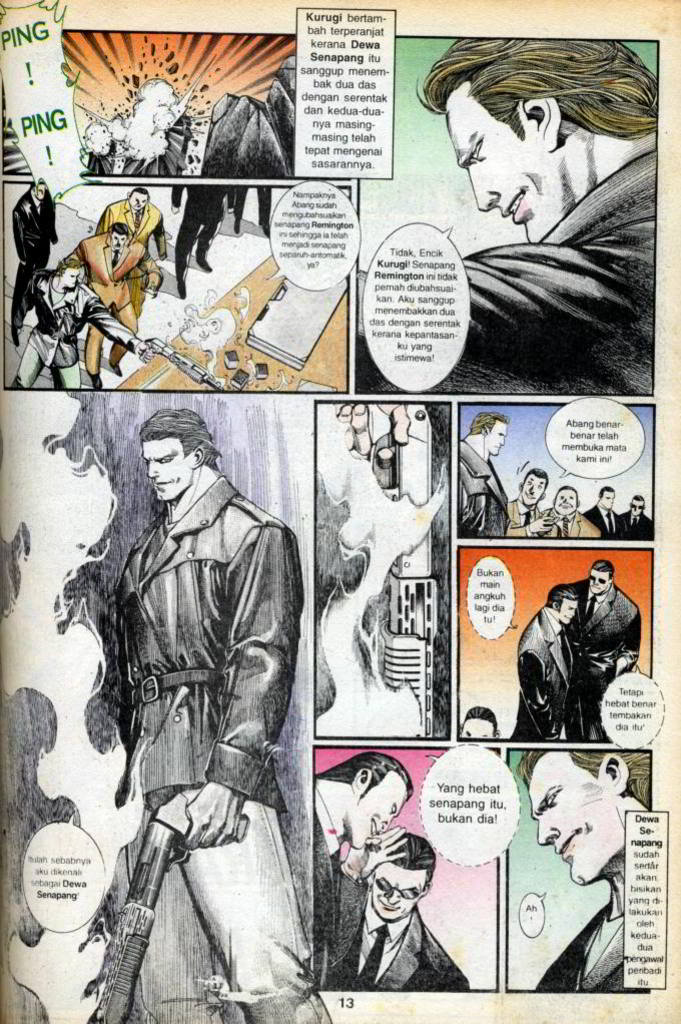 PING
!
PING
!
Kurugi bertam-
bah terperanjat
kerana Dewa
Senapang itu
sanggup menem-
bak dua das
dengan serentak
dan kedua-dua-
nya masing-
masing telah
tepat mengenai
sasarannya.
Nampaknya
Abang sudah
mengubahsuaikan
senapang Remington
ini sehingga ia telah
menjadi senapang
separuh-automatik,
ya?
Tidak, Encik
Kurugi! Senapang
Remington ini tidak
pernah diubahsuai-
kan. Aku sanggup
menembakkan dua
das dengan serentak
kerana kepantasan-
ku yang
istimewa!
Itulah sebabnya
aku dikenali
sebagai Dewa
Senapang!
Abang benar-
benar telah
membuka mata
kami ini!
Bukan
main
angkuh
lagi dia
tu!
Tetapi
hebat benar
tembakan
dia itu!
Yang hebat
senapang itu,
bukan dia!
Ah
!
Dewa
Se-
napang
sudah
sedar
akan
bisikan
yang di-
lakukan
oleh
kedua-
dua
pengawal
peribadi
itu.
13